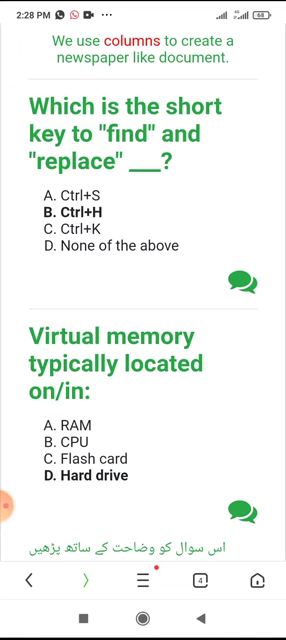 2:28 PM
4G
68
We use columns to create a
newspaper like document.
Which is the short
key to "find" and
"replace" ___?
A. Ctrl+S
B. Ctrl+H
C. Ctrl+K
D. None of the above
Virtual memory
typically located
on/in:
A. RAM
B. CPU
C. Flash card
D. Hard drive
اس سوال کو وضاحت کے ساتھ پڑھیں
4